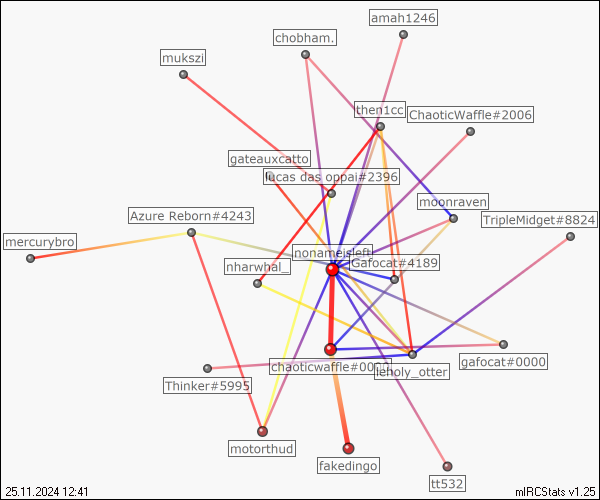 amah1246
chobham.
mukszi
then1cc
ChaoticWaffle#2006
gateauxcatto
lucas das oppai#2396
moonraven
Azure Reborn#4243
TripleMidget#8824
mercurybro
nonameisleft
Gafocat#4189
nharwhal_
gafocat#0000
chaoticwaffle#0000
leholy_otter
Thinker#5995
motorthud
fakedingo
tt532
25.11.2024 12:41
mIRCStats v1.25